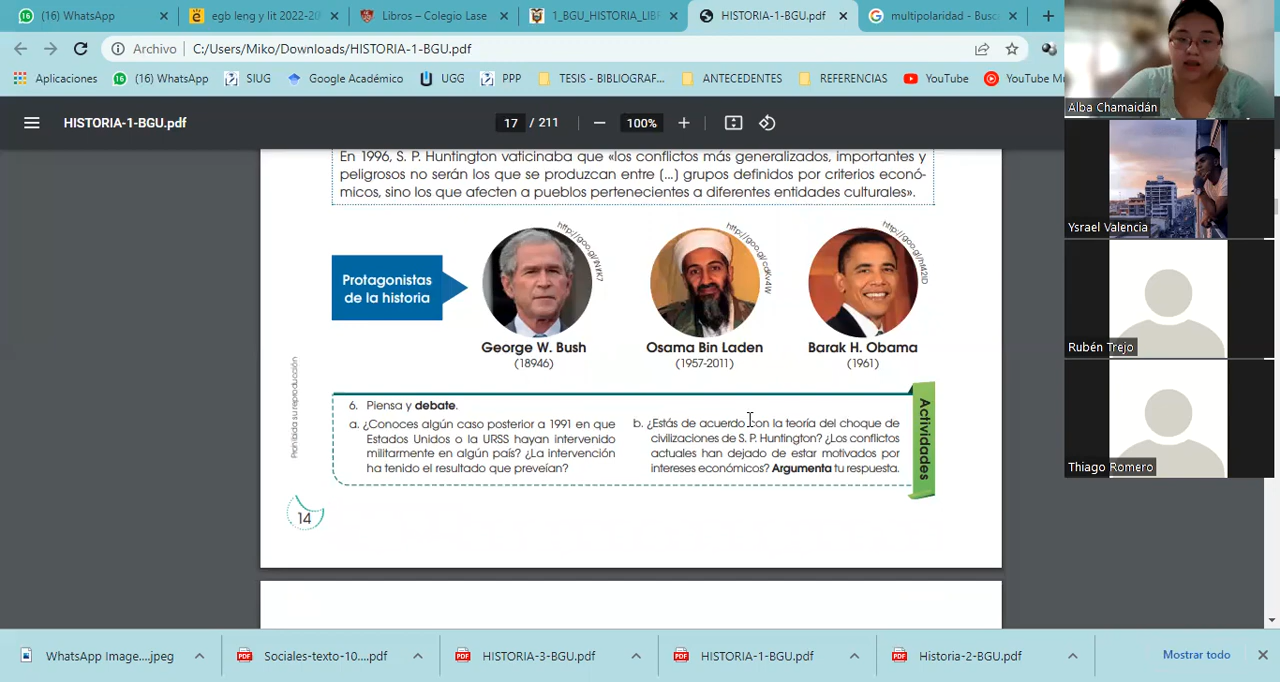 (16) WhatsApp
egb leng y lit 2022-20
Libros – Colegio Lase
1_BGU_HISTORIA_LIB
HISTORIA-1-BGU.pdf
multipolaridad - Busc
Archivo
C:/Users/Miko/Downloads/HISTORIA-1-BGU.pdf
Aplicaciones
(16) WhatsApp
SIUG
Google Académico
UGG
PPP
TESIS - BIBLIOGRAF...
ANTECEDENTES
REFERENCIAS
YouTube
YouTube Mu
HISTORIA-1-BGU.pdf
17 / 211
100%
En 1996, S. P. Huntington vaticinaba que «los conflictos más generalizados, importantes y
peligrosos no serán los que se produzcan entre (...) grupos definidos por criterios econó-
micos, sino los que afecten a pueblos pertenecientes a diferentes entidades culturales».
Protagonistas
de la historia
George W. Bush
(18946)
Osama Bin Laden
(1957-2011)
Barak H. Obama
(1961)
Prohibida su reproducción
6. Piensa y debate.
a. ¿Conoces algún caso posterior a 1991 en que
Estados Unidos o la URSS hayan intervenido
militarmente en algún país? ¿La intervención
ha tenido el resultado que preveían?
b. ¿Estás de acuerdo con la teoría del choque de
civilizaciones de S. P. Huntington? ¿Los conflictos
actuales han dejado de estar motivados por
intereses económicos? Argumenta tu respuesta.
Actividades
14
Alba Chamaidán
Ysrael Valencia
Rubén Trejo
Thiago Romero
WhatsApp Image....jpeg
Sociales-texto-10....pdf
HISTORIA-3-BGU.pdf
HISTORIA-1-BGU.pdf
Historia-2-BGU.pdf
Mostrar todo